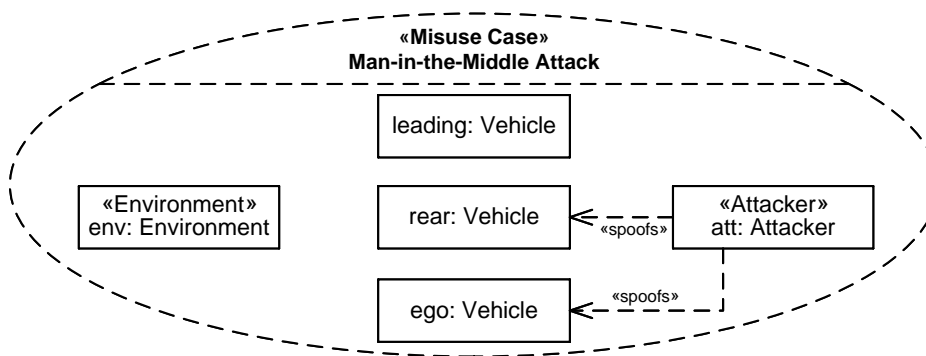 «Misuse Case»
Man-in-the-Middle Attack
leading: Vehicle
«Environment»
env: Environment
rear: Vehicle
«spoofs»
«Attacker»
att: Attacker
ego: Vehicle
«spoofs»